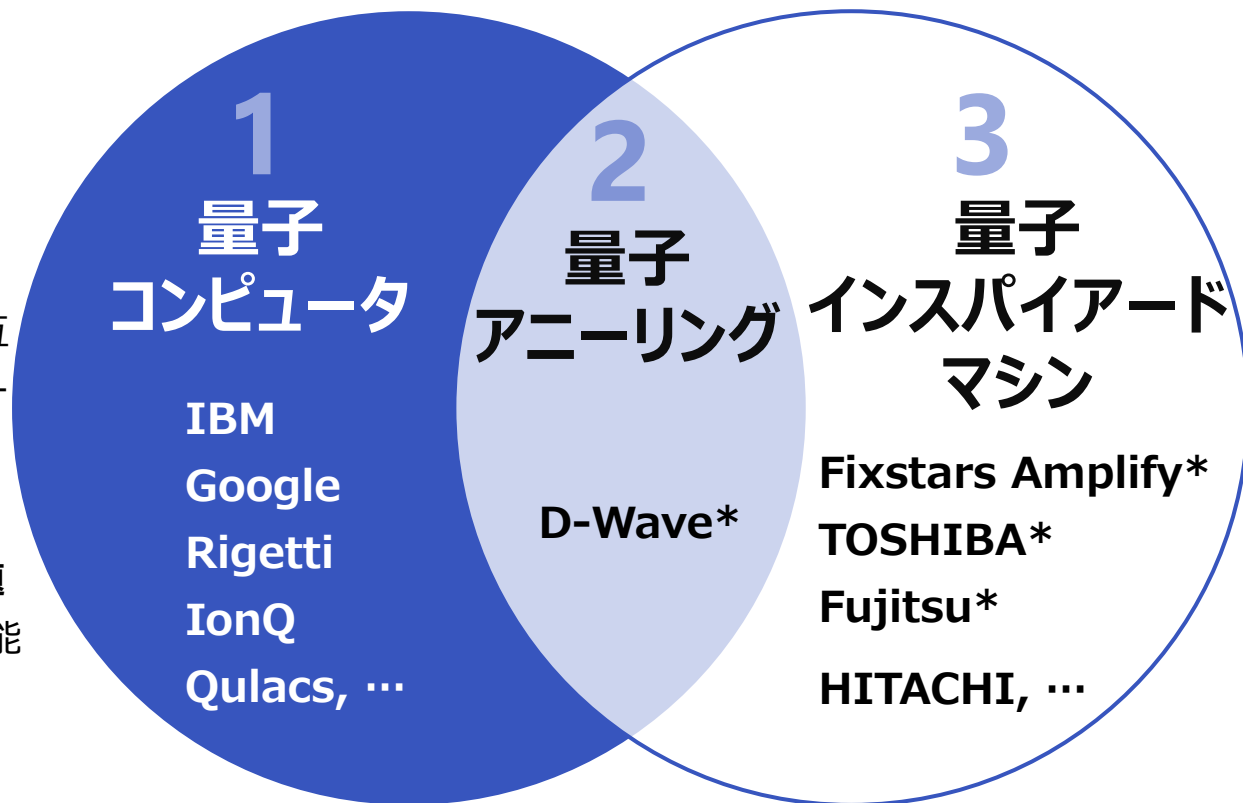 1
量子
コンピュータ
IBM
Google
Rigetti
IonQ
Qulacs, …
2
量子
アニーリング
D-Wave*
3
量子
インスパイアード
マシン
Fixstars Amplify*
TOSHIBA*
Fujitsu*
HITACHI, …
能